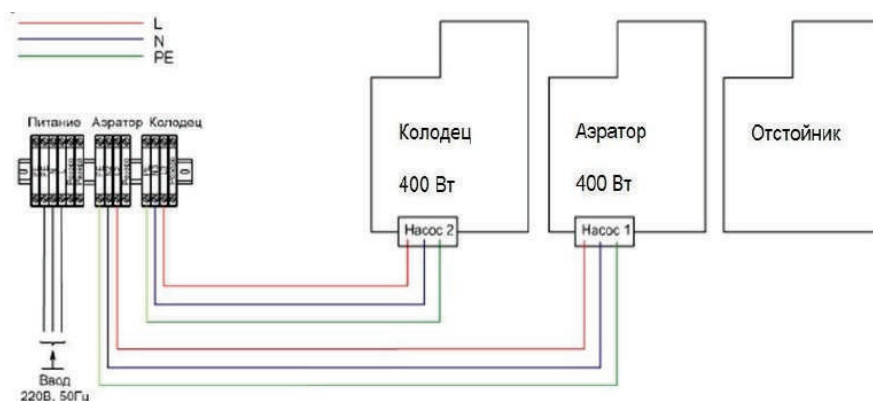 L
N
PE
Питание Аэратор Колодец
Колодец
400 Вт
Аэратор
400 Вт
Отстойник
Насос 2
Насос 1
Ввод
220В, 50Гц